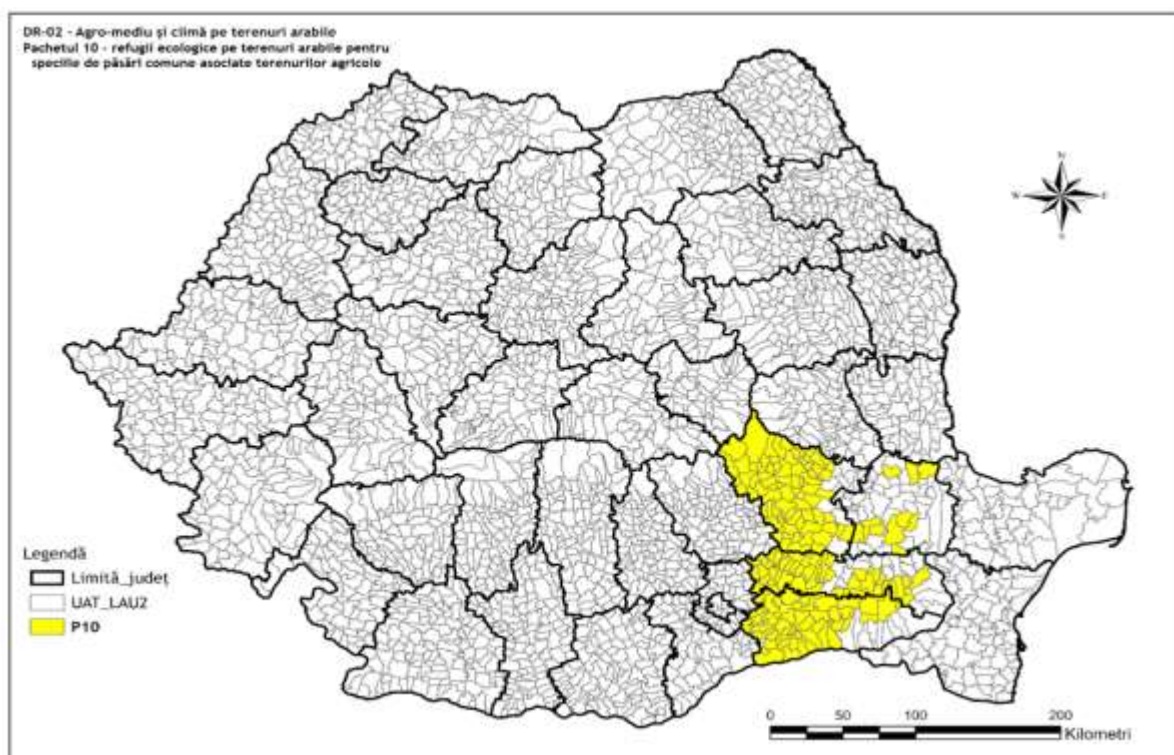 DR-02 - Agro-mediu și climă pe terenuri arabile
Pachetul 10 - refugii ecologice pe terenuri arabile pentru
speciile de păsări comune asociate terenurilor agricole
N
W
E
S
Legendă
Limită_județ
UAT_LAU2
P10
0 50 100 200
Kilometri